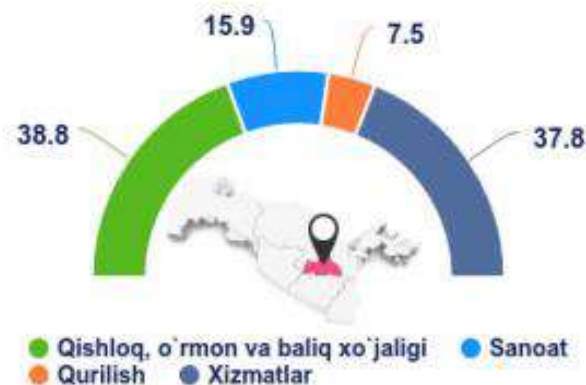 15.9
7.5
38.8
37.8
Qishloq, o`rmon va baliq xo`jaligi
Sanoat
Qurilish
Xizmatlar